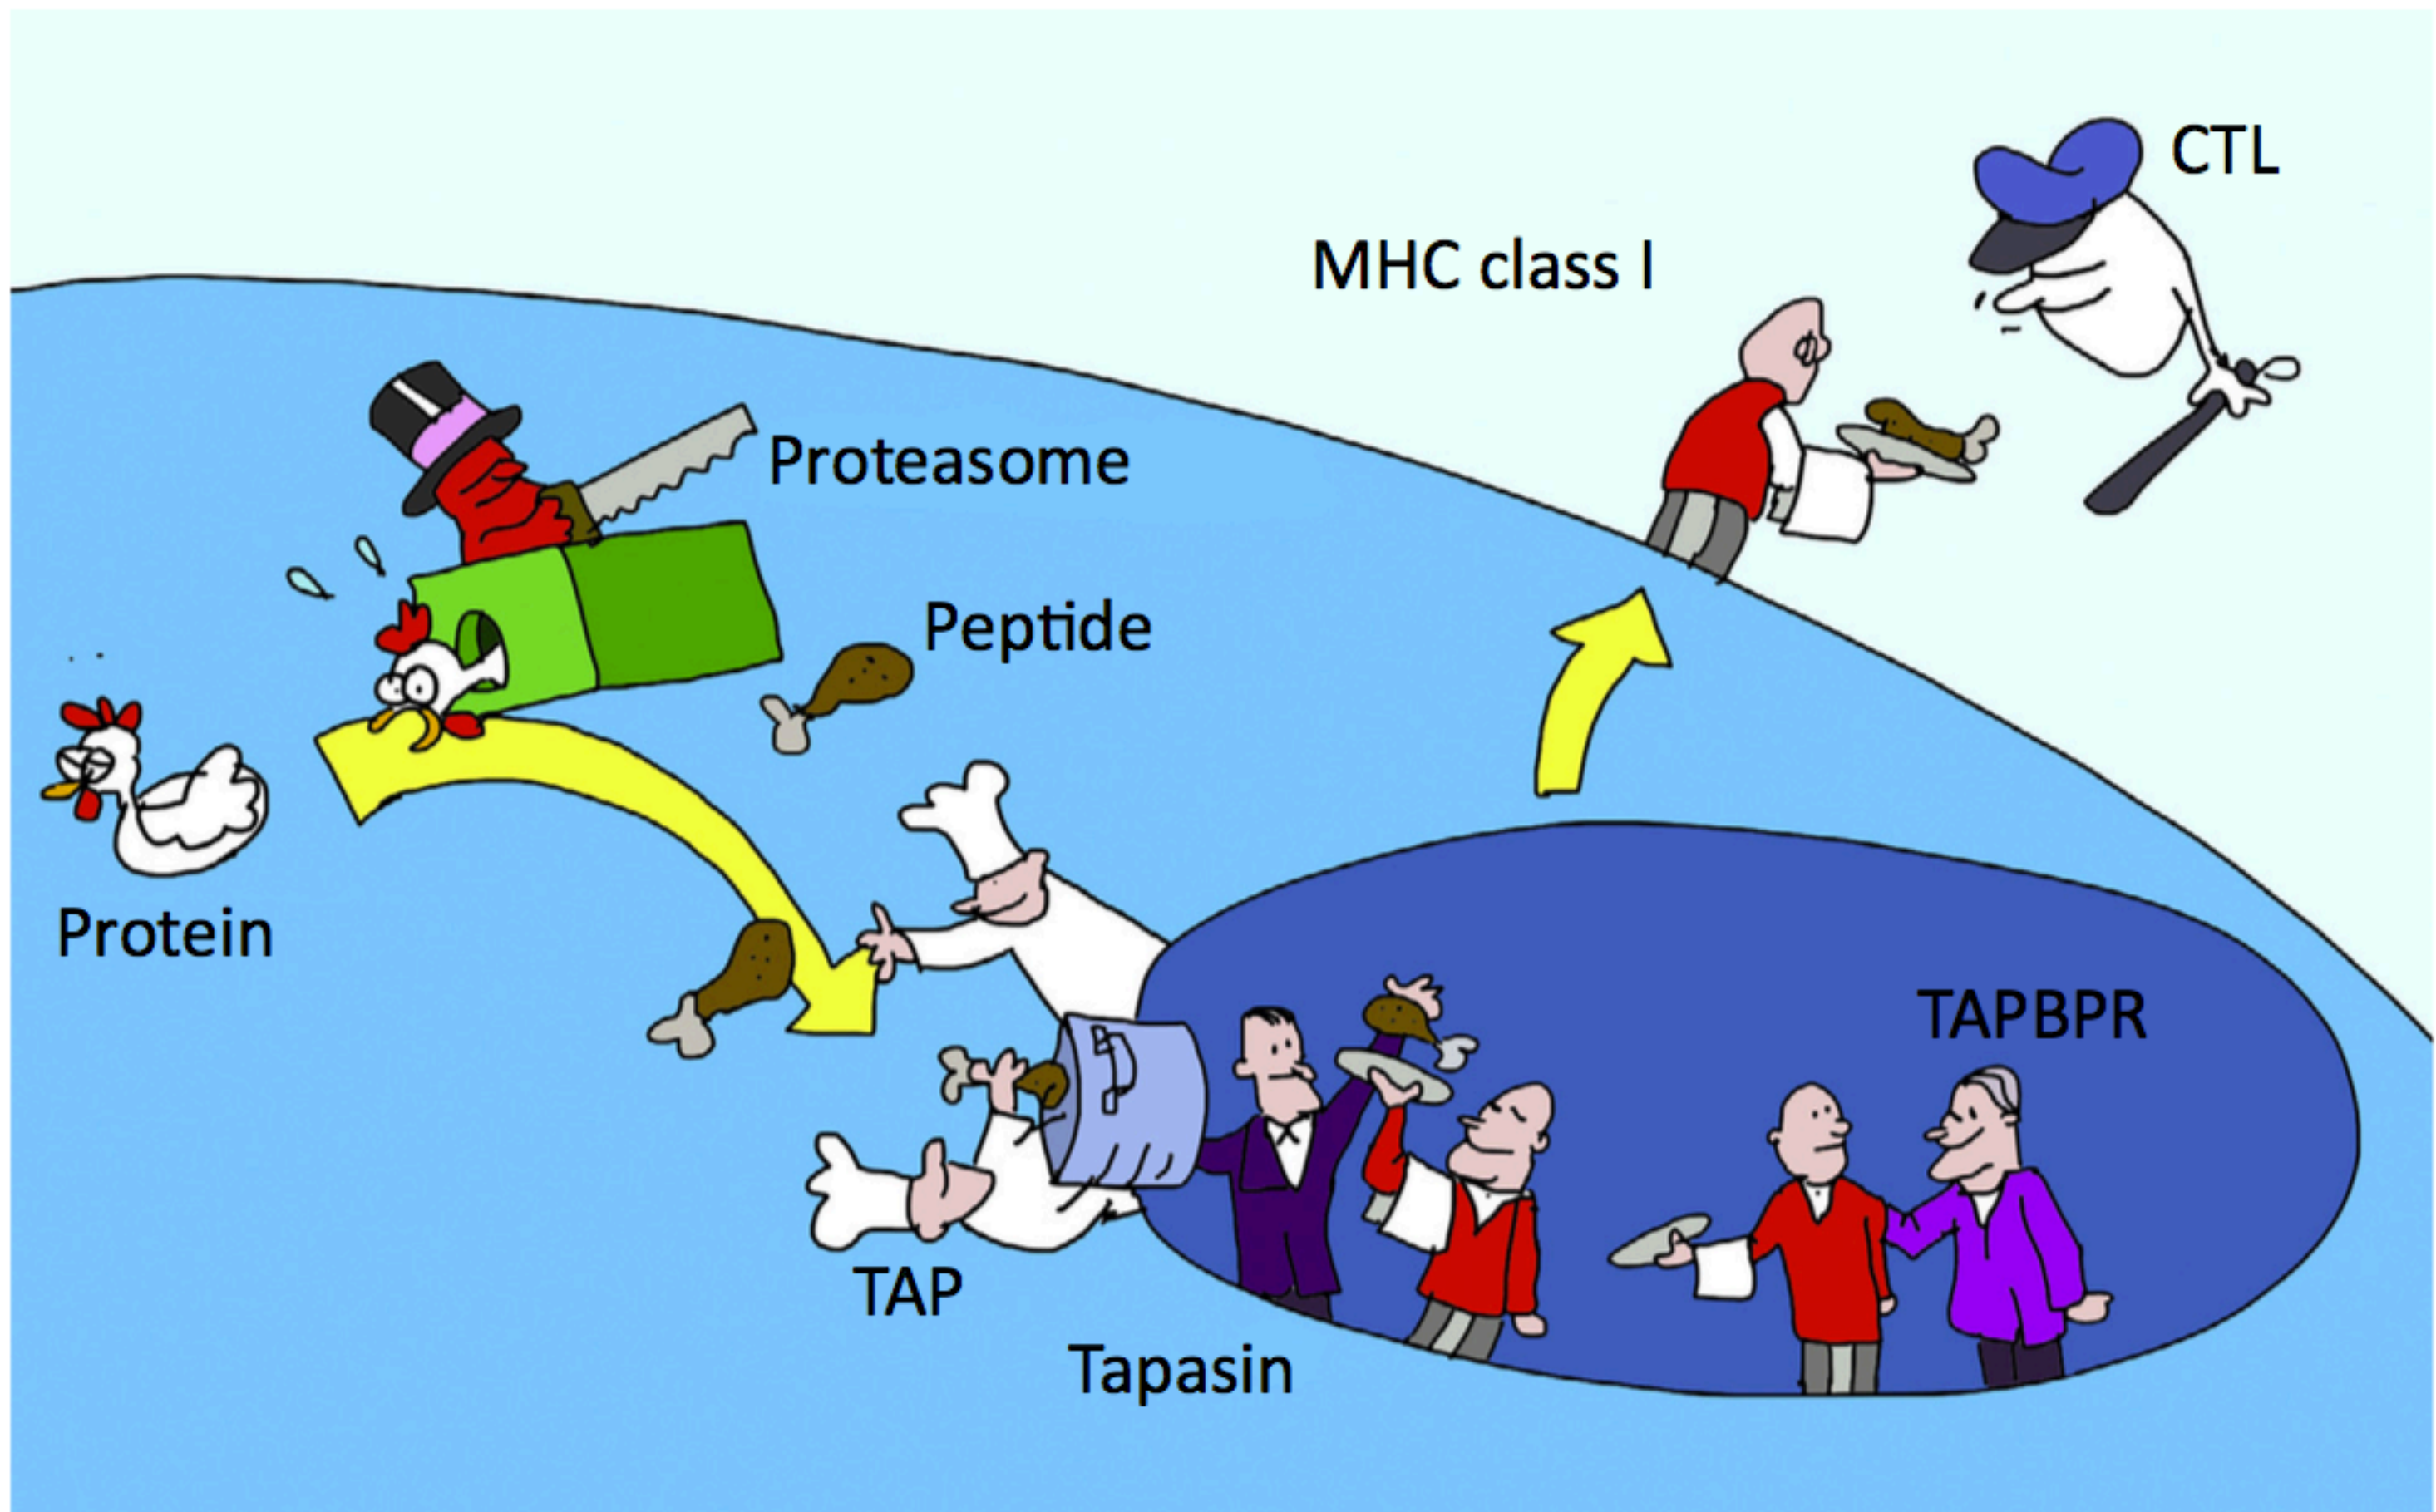 CTL
MHC class I
Proteasome
Peptide
Protein
TAPBPR
TAP
Tapasin